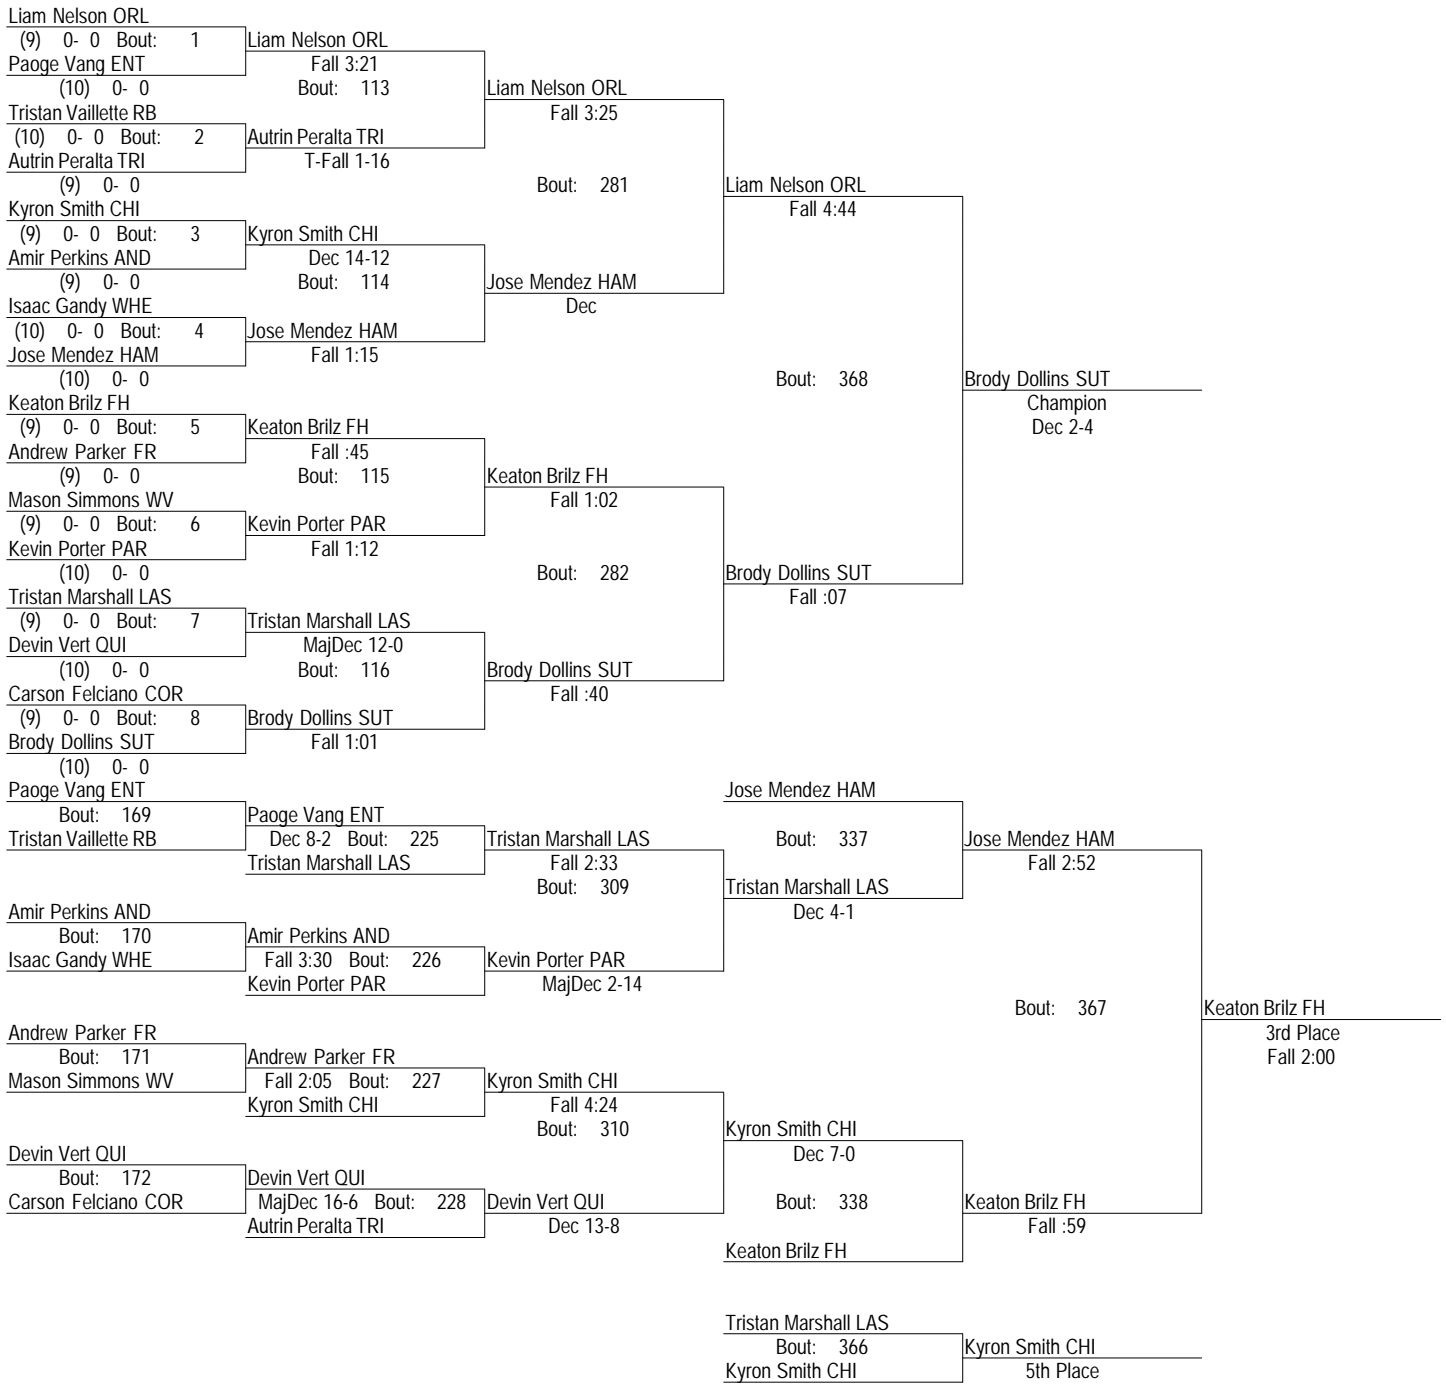 Liam Nelson ORL
(9) 0- 0 Bout: 1 Liam Nelson ORL
Paoge Vang ENT Fall 3:21
(10) 0- 0 Bout: 113 Liam Nelson ORL
Tristan Vaillette RB Fall 3:25
(10) 0- 0 Bout: 2 Autrin Peralta TRI
Autrin Peralta TRI T-Fall 1-16
(9) 0- 0 Bout: 281 Liam Nelson ORL
Kyron Smith CHI Fall 4:44
(9) 0- 0 Bout: 3 Kyron Smith CHI
Amir Perkins AND Dec 14-12
(9) 0- 0 Bout: 114 Jose Mendez HAM
Isaac Gandy WHE Dec
(10) 0- 0 Bout: 4 Jose Mendez HAM
Jose Mendez HAM Fall 1:15
(10) 0- 0 Bout: 368 Brody Dollins SUT
Keaton Brilz FH Champion
(9) 0- 0 Bout: 5 Keaton Brilz FH Dec 2-4
Andrew Parker FR Fall :45
(9) 0- 0 Bout: 115 Keaton Brilz FH
Mason Simmons WV Fall 1:02
(9) 0- 0 Bout: 6 Kevin Porter PAR
Kevin Porter PAR Fall 1:12
(10) 0- 0 Bout: 282 Brody Dollins SUT
Tristan Marshall LAS Fall :07
(9) 0- 0 Bout: 7 Tristan Marshall LAS
Devin Vert QUI MajDec 12-0
(10) 0- 0 Bout: 116 Brody Dollins SUT
Carson Felciano COR Fall :40
(9) 0- 0 Bout: 8 Brody Dollins SUT
Brody Dollins SUT Fall 1:01
(10) 0- 0
Paoge Vang ENT Jose Mendez HAM
Bout: 169 Paoge Vang ENT
Tristan Vaillette RB Dec 8-2 Bout: 225 Tristan Marshall LAS Bout: 337 Jose Mendez HAM
Tristan Marshall LAS Fall 2:33 Fall 2:52
Bout: 309 Tristan Marshall LAS
Amir Perkins AND Dec 4-1
Bout: 170 Amir Perkins AND
Isaac Gandy WHE Fall 3:30 Bout: 226 Kevin Porter PAR
Kevin Porter PAR MajDec 2-14
Bout: 367 Keaton Brilz FH
Andrew Parker FR 3rd Place
Bout: 171 Andrew Parker FR Fall 2:00
Mason Simmons WV Fall 2:05 Bout: 227 Kyron Smith CHI
Kyron Smith CHI Fall 4:24
Bout: 310 Kyron Smith CHI
Devin Vert QUI Dec 7-0
Bout: 172 Devin Vert QUI
Carson Felciano COR MajDec 16-6 Bout: 228 Devin Vert QUI Bout: 338 Keaton Brilz FH
Autrin Peralta TRI Dec 13-8 Fall :59
Keaton Brilz FH
Tristan Marshall LAS
Bout: 366 Kyron Smith CHI
Kyron Smith CHI 5th Place